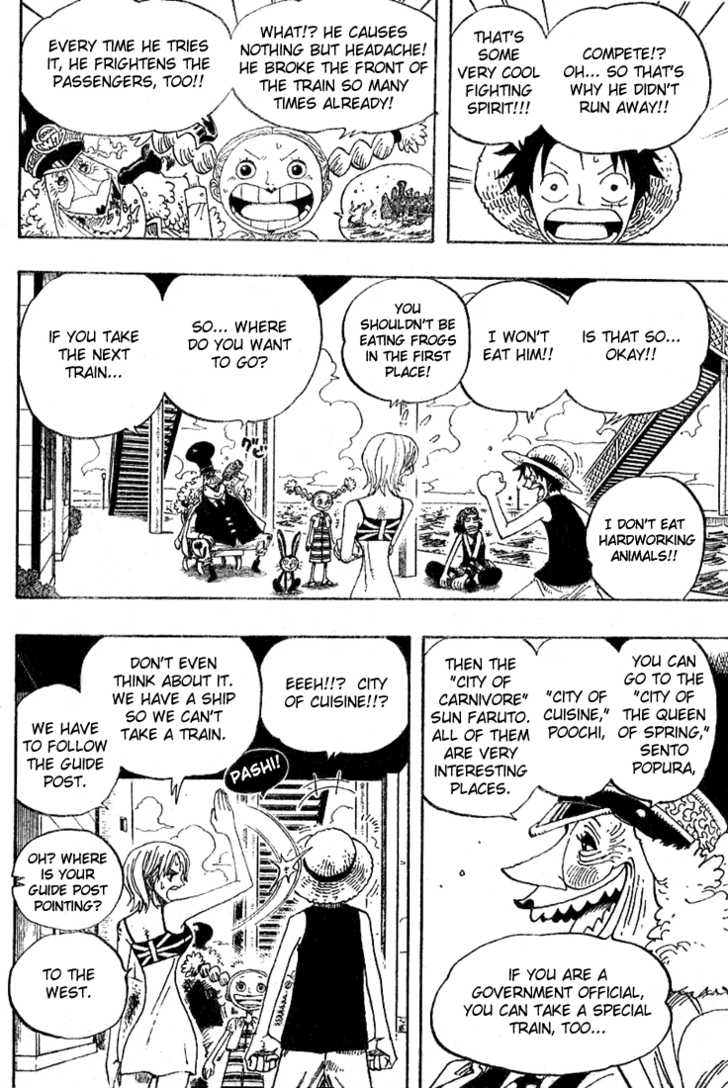 COMPETE!?
OH... SO THAT'S
WHY HE DIDN'T
RUN AWAY!!
THAT'S
SOME
VERY COOL
FIGHTING
SPIRIT!!!
WHAT!? HE CAUSES
NOTHING BUT HEADACHE!
HE BROKE THE FRONT OF
THE TRAIN SO MANY
TIMES ALREADY!
EVERY TIME HE TRIES
IT, HE FRIGHTENS THE
PASSENGERS, TOO!!
IS THAT SO...
OKAY!!
I WON'T
EAT HIM!!
I DON'T EAT
HARDWORKING
ANIMALS!!
YOU
SHOULDN'T BE
EATING FROGS
IN THE FIRST
PLACE!
SO... WHERE
DO YOU WANT
TO GO?
グビ
IF YOU TAKE
THE NEXT
TRAIN...
YOU CAN
GO TO THE
"CITY OF
THE QUEEN
OF SPRING,"
SENTO
POPURA,
"CITY OF
CUISINE,"
POOCHI,
THEN THE
"CITY OF
CARNIVORE"
SUN FARUTO.
ALL OF THEM
ARE VERY
INTERESTING
PLACES.
IF YOU ARE A
GOVERNMENT OFFICIAL,
YOU CAN TAKE A SPECIAL
TRAIN, TOO...
EEEH!!? CITY
OF CUISINE!!?
PASHI!
DON'T EVEN
THINK ABOUT IT.
WE HAVE A SHIP
SO WE CAN'T
TAKE A TRAIN.
WE HAVE
TO FOLLOW
THE GUIDE
POST.
OH? WHERE
IS YOUR
GUIDE POST
POINTING?
TO THE
WEST.